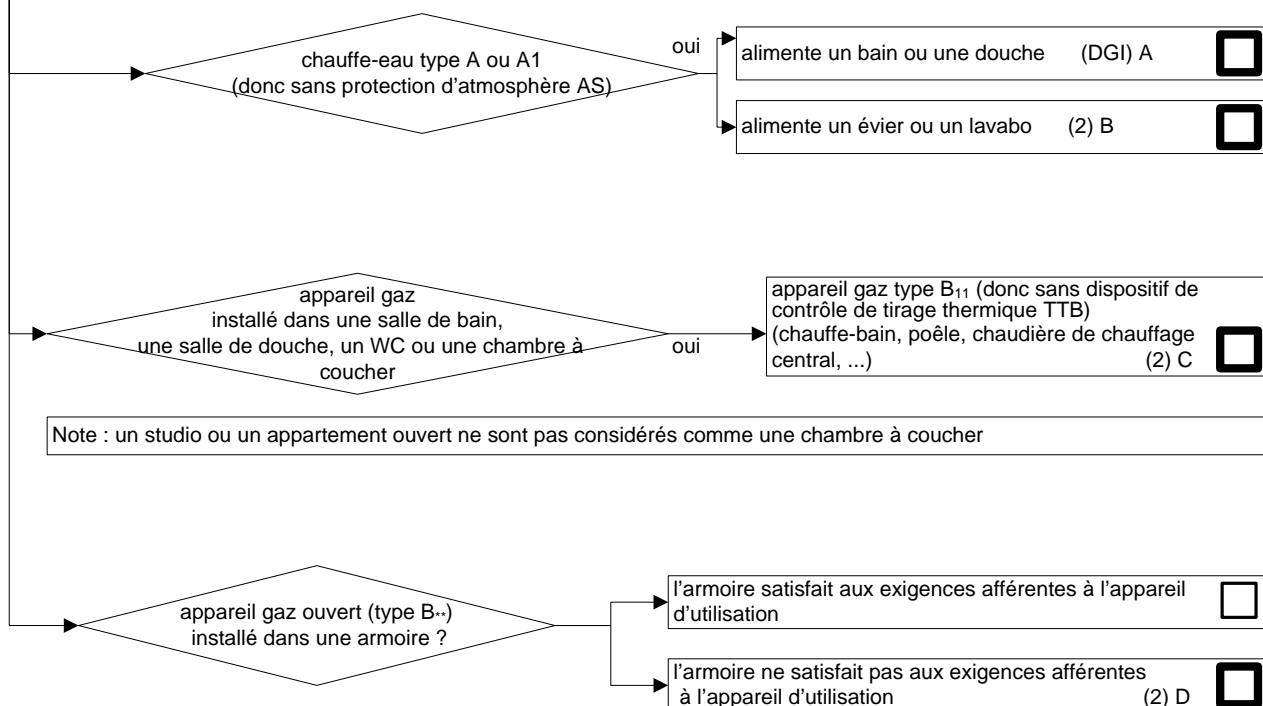 chauffe-eau type A ou A1
(donc sans protection d'atmosphère AS)
oui
alimente un bain ou une douche (DGI) A
alimente un évier ou un lavabo (2) B
appareil gaz
installé dans une salle de bain,
une salle de douche, un WC ou une chambre à
coucher
oui
appareil gaz type B₁₁ (donc sans dispositif de
contrôle de tirage thermique TTB)
(chauffe-bain, poêle, chaudière de chauffage
central, ...) (2) C
Note : un studio ou un appartement ouvert ne sont pas considérés comme une chambre à coucher
appareil gaz ouvert (type B**)
installé dans une armoire ?
l'armoire satisfait aux exigences afférentes à l'appareil
d'utilisation
l'armoire ne satisfait pas aux exigences afférentes
à l'appareil d'utilisation (2) D